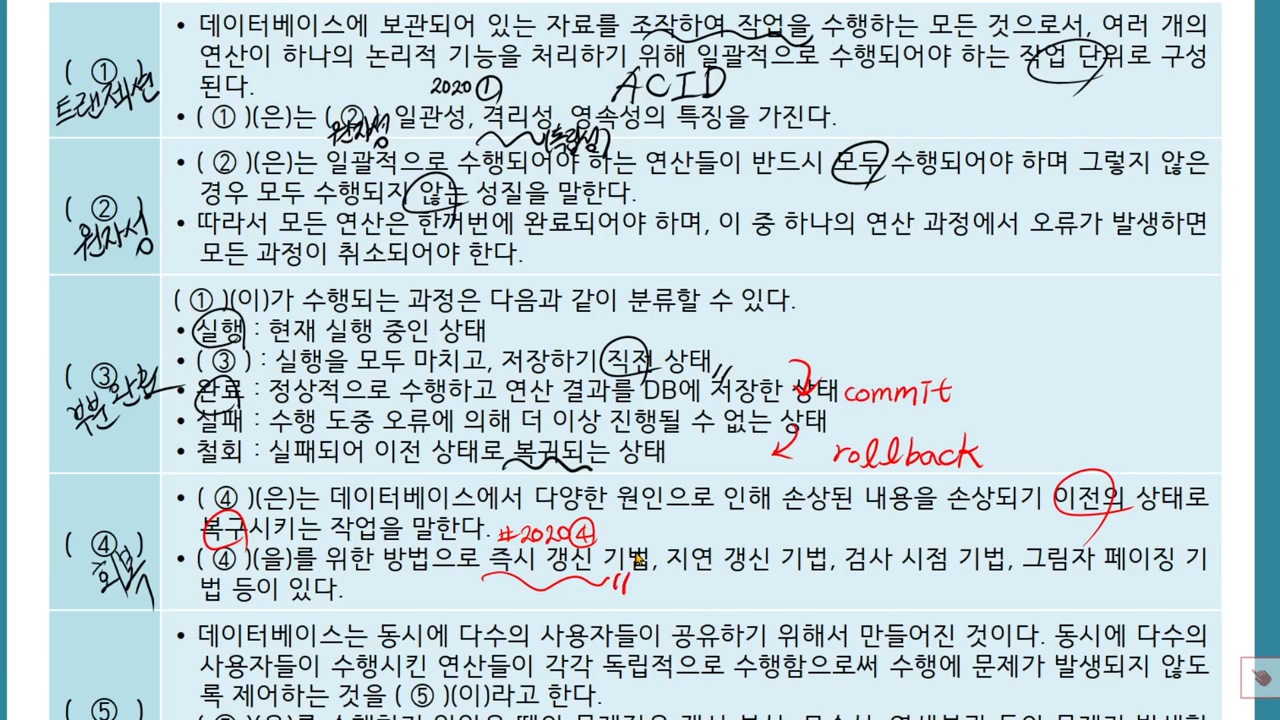 • 데이터베이스에 보관되어 있는 자료를 조작하여 작업을 수행하는 모든 것으로서, 여러 개의
( ① )
연산이 하나의 논리적 기능을 처리하기 위해 일괄적으로 수행되어야 하는 작업 단위로 구성
트랜잭션
된다.
2020 ①
ACID
• ( ① )(은)는 ( ② ), 일관성, 격리성, 영속성의 특징을 가진다.
원자성
(독립성)
• ( ② )(은)는 일괄적으로 수행되어야 하는 연산들이 반드시 모두 수행되어야 하며 그렇지 않은
( ② )
경우 모두 수행되지 않는 성질을 말한다.
원자성
• 따라서 모든 연산은 한꺼번에 완료되어야 하며, 이 중 하나의 연산 과정에서 오류가 발생하면
모든 과정이 취소되어야 한다.
( ① )(이)가 수행되는 과정은 다음과 같이 분류할 수 있다.
• 실행 : 현재 실행 중인 상태
( ③ )
• ( ③ ) : 실행을 모두 마치고, 저장하기 직전 상태
부분 완료
• 완료 : 정상적으로 수행하고 연산 결과를 DB에 저장한 상태
commit
• 실패 : 수행 도중 오류에 의해 더 이상 진행될 수 없는 상태
• 철회 : 실패되어 이전 상태로 복귀되는 상태
rollback
• ( ④ )(은)는 데이터베이스에서 다양한 원인으로 인해 손상된 내용을 손상되기 이전의 상태로
( ④ )
복구시키는 작업을 말한다.
#2020④
회복
• ( ④ )(을)를 위한 방법으로 즉시 갱신 기법, 지연 갱신 기법, 검사 시점 기법, 그림자 페이징 기
법 등이 있다.
• 데이터베이스는 동시에 다수의 사용자들이 공유하기 위해서 만들어진 것이다. 동시에 다수의
사용자들이 수행시킨 연산들이 각각 독립적으로 수행함으로써 수행에 문제가 발생되지 않도
록 제어하는 것을 ( ⑤ )(이)라고 한다.
( ⑤ )